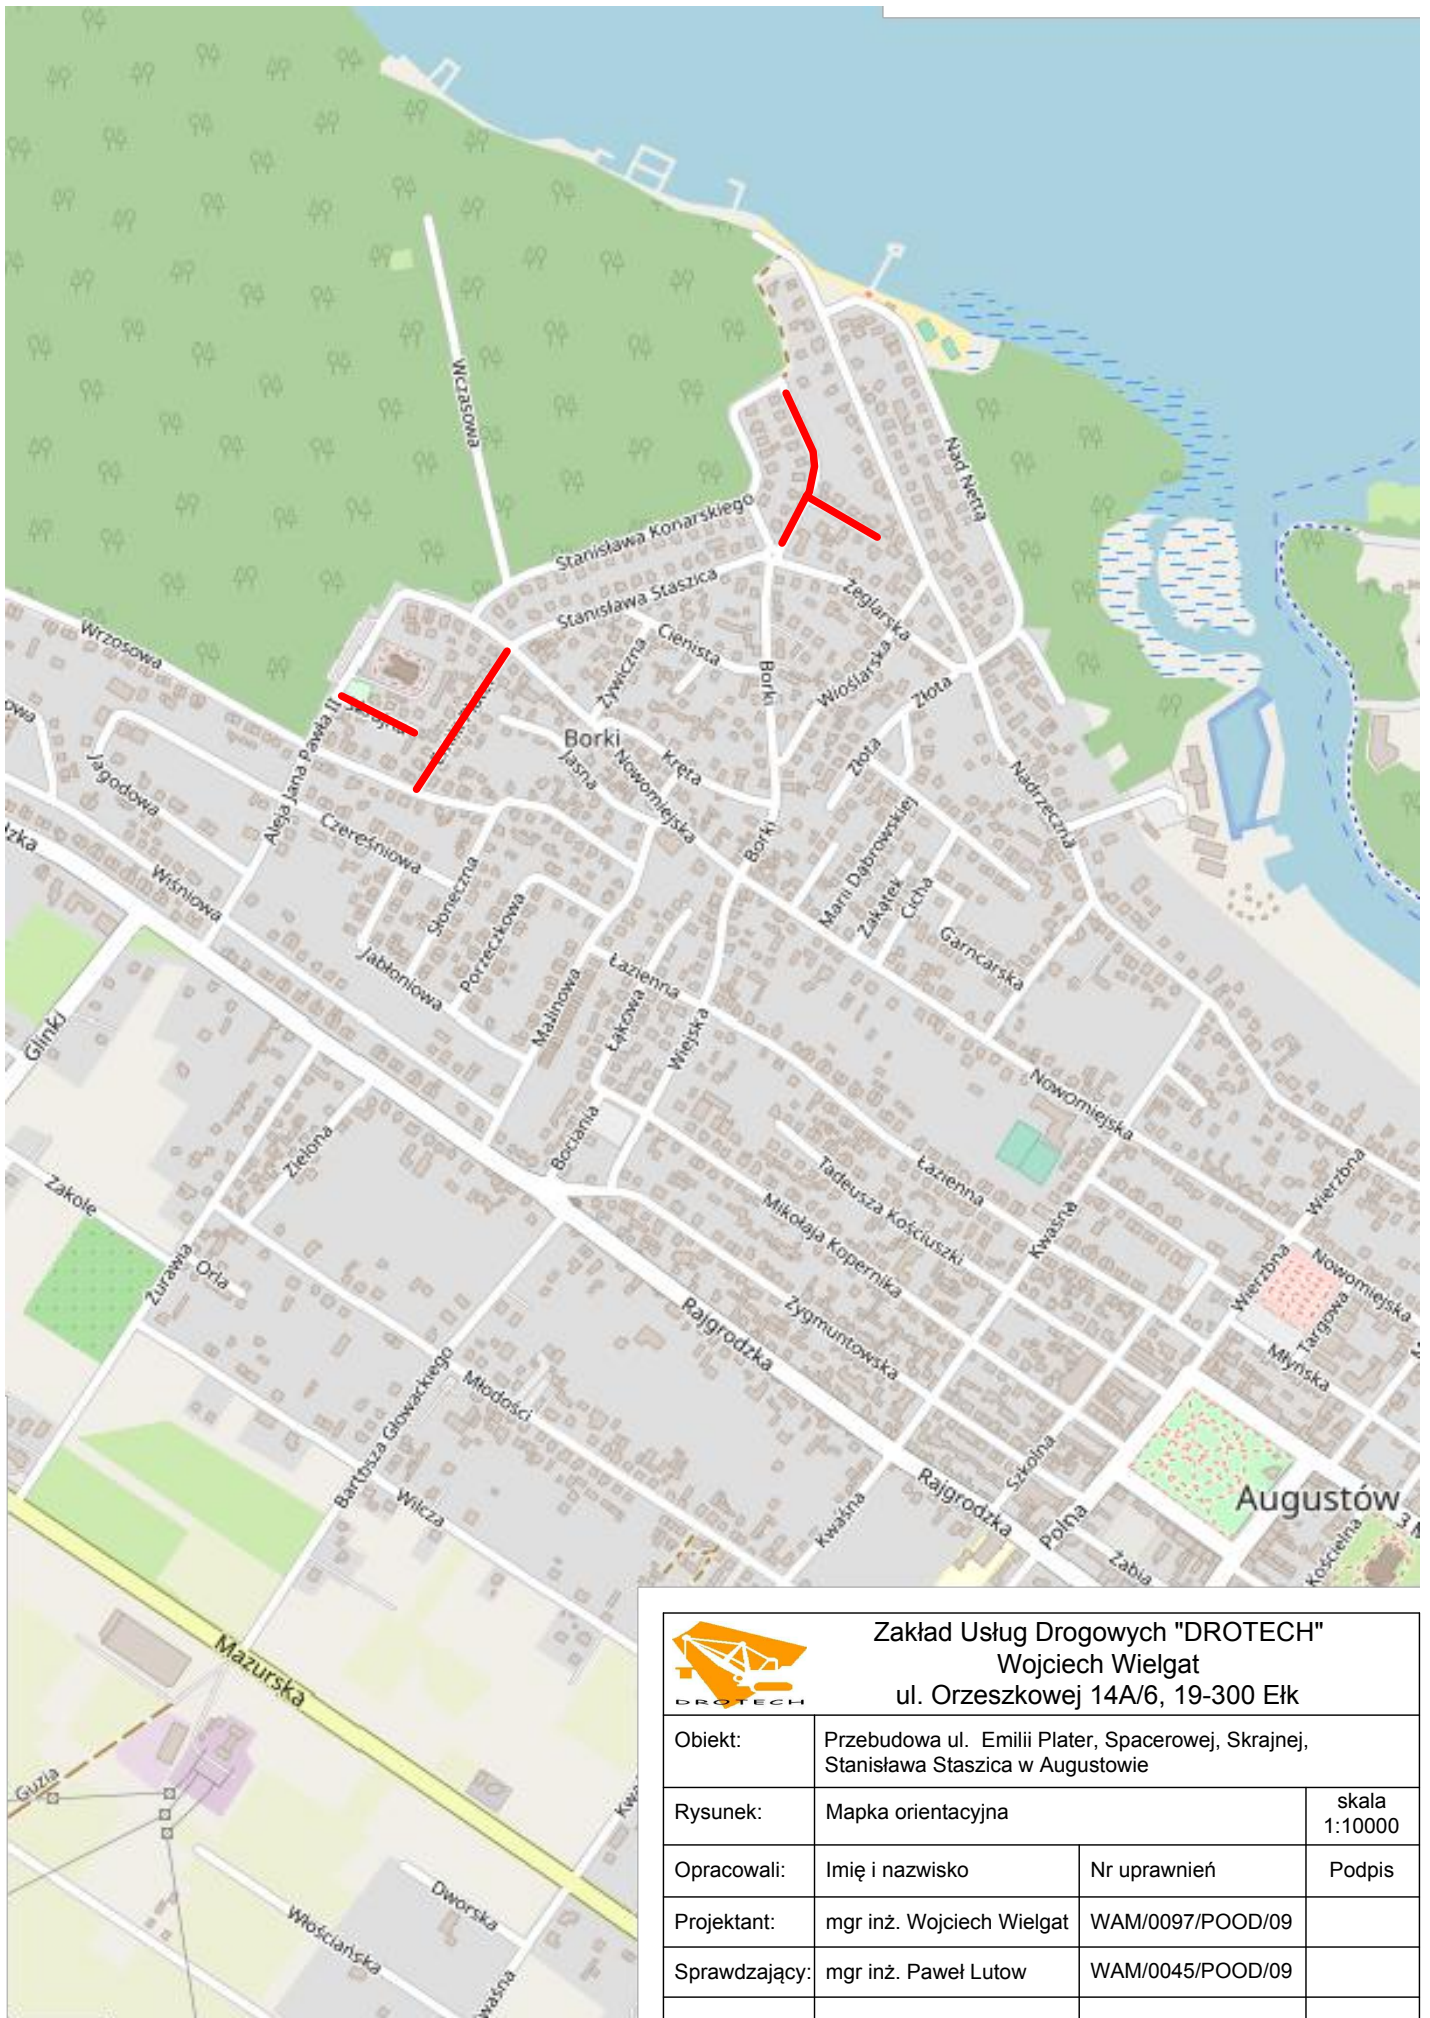 Wczasowa
Nad Nettą
Stanisława Konarskiego
Stanisława Staszica
Żeglarska
Wrzosowa
Cienista
Żywiczna
Borki
Wioślarska
Złota
Aleja Jana Pawła II
Borki
Jasna
Nowomiejska
Kręta
Złota
Nadrzeczna
Jagodowa
Czereśniowa
Borki
Marii Dąbrowskiej
Zakątek
Cicha
Wiśniowa
Słoneczna
Porzeczkowa
Garncarska
Jabłoniowa
Malinowa
Łazienna
Łąkowa
Wiejska
Glinki
Nowomiejska
Zielona
Bociania
Tadeusza Kościuszki
Łazienna
Wierzbna
Zakole
Mikołaja Kopernika
Kwaśna
Orla
Żurawia
Wierzbna
Nowomiejska
Targowa
Rajgrodzka
Zygmuntowska
Młyńska
Młodości
Bartosza Głowackiego
Szkolna
Rajgrodzka
Augustów
Wilcza
Kwaśna
Polna
Żabia
Kościelna
Mazurska
Guzia
Dworska
Włościańska
DROTECH
Zakład Usług Drogowych "DROTECH"
Wojciech Wielgat
ul. Orzeszkowej 14A/6, 19-300 Ełk
Obiekt: Przebudowa ul. Emilii Plater, Spacerowej, Skrajnej,
Stanisława Staszica w Augustowie
Rysunek: Mapka orientacyjna skala
1:10000
Opracowali: Imię i nazwisko Nr uprawnień Podpis
Projektant: mgr inż. Wojciech Wielgat WAM/0097/POOD/09
Sprawdzający: mgr inż. Paweł Lutow WAM/0045/POOD/09